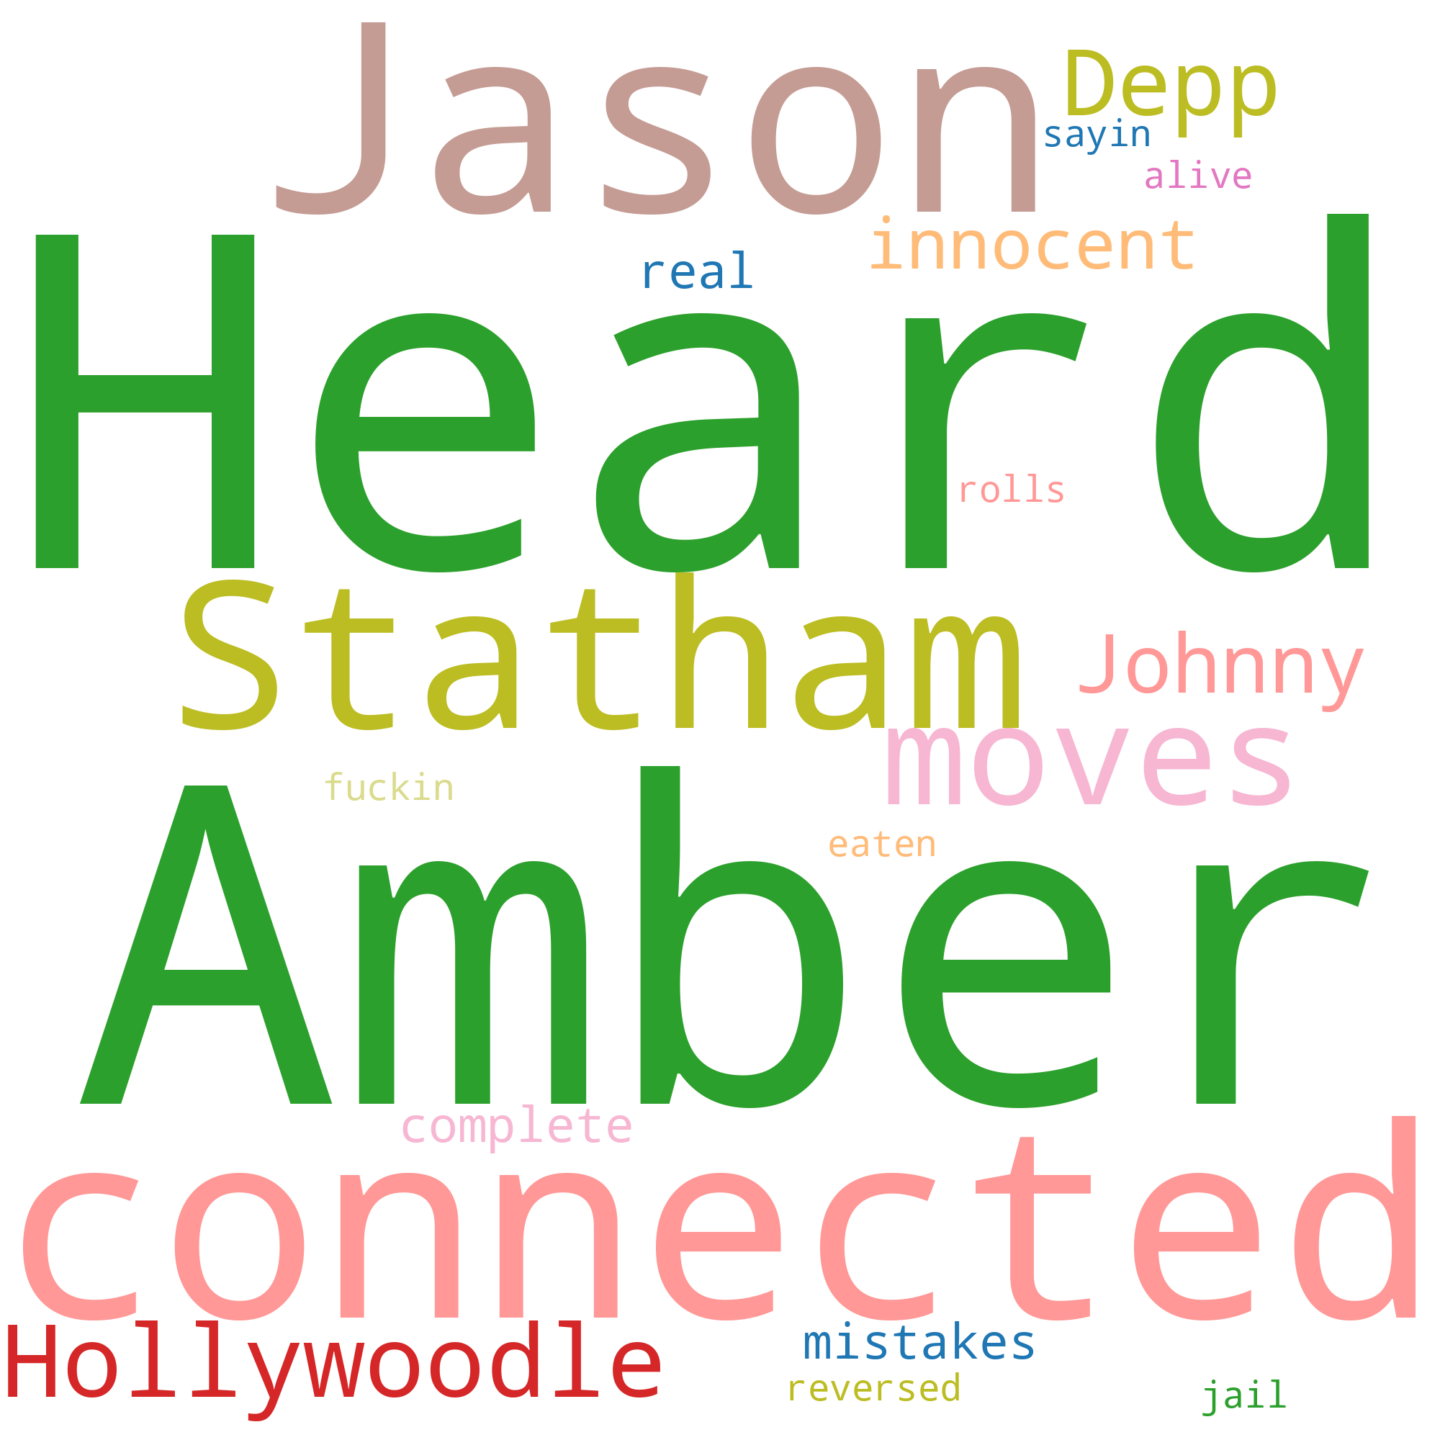 Jason
Depp
sayin
alive
innocent
real
Heard
rolls
Statham
Johnny
moves
fuckin
eaten
Amber
complete
connected
Hollywoodle
mistakes
reversed
jail